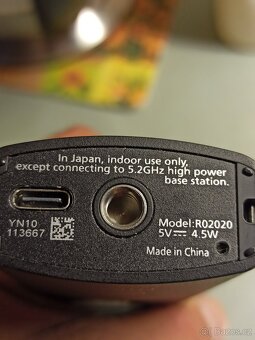 In Japan, indoor use only,
except connecting to 5.2GHz high power
base station.
YN10
113667
Model:R02020
5V⎓4.5W
Made in China
Bazos.cz